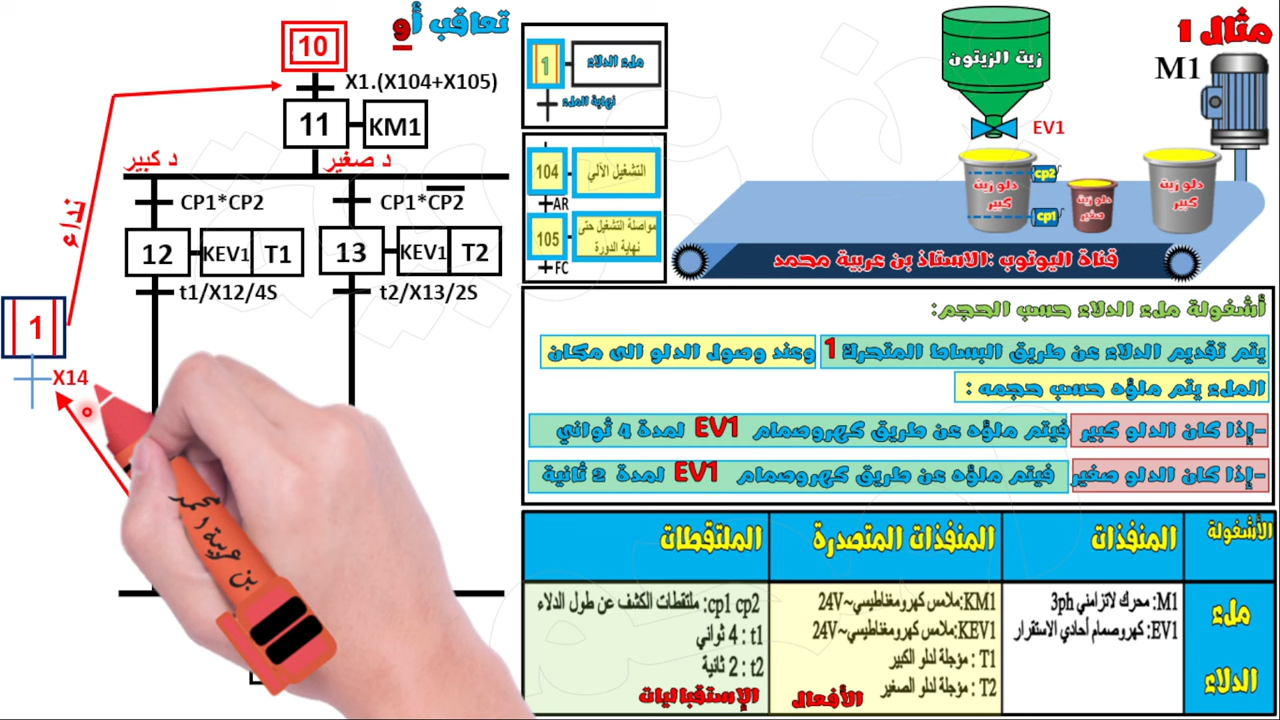 تعاقب أو
10
X1.(X104+X105)
11
KM1
د كبير
د صغير
CP1*CP2
CP1*C̅P̅2̅
12
KEV1
T1
13
KEV1
T2
t1/X12/4S
t2/X13/2S
نداء
1
X14
بن عربية محمد
1
ملء الدلاء
نهاية الملء
104
التشغيل الآلي
AR
105
مواصلة التشغيل حتى
نهاية الدورة
FC
مثال 1
M1
زيت الزيتون
EV1
cp2
cp1
دلو زيت
كبير
دلو زيت
صغير
دلو زيت
كبير
قناة اليوتوب :الاستاذ بن عربية محمد
أشغولة ملء الدلاء حسب الحجم:
يتم تقديم الدلاء عن طريق البساط المتحرك 1 وعند وصول الدلو الى مكان
الملء يتم ملؤه حسب حجمه :
-إذا كان الدلو كبير فيتم ملؤه عن طريق كهروصمام EV1 لمدة 4 ثواني
-إذا كان الدلو صغير فيتم ملؤه عن طريق كهروصمام EV1 لمدة 2 ثانية
الأشغولة
المنفذات
المنفذات المتصدرة
الملتقطات
ملء
الدلاء
M1: محرك لاتزامني 3ph
EV1: كهروصمام أحادي الاستقرار
KM1:ملامس كهرومغناطيسي~24V
KEV1:ملامس كهرومغناطيسي~24V
T1 : مؤجلة لدلو الكبير
T2 : مؤجلة لدلو الصغير
الأفعال
cp1 cp2: ملتقطات الكشف عن طول الدلاء
t1 : 4 ثواني
t2 : 2 ثانية
الإستقباليات